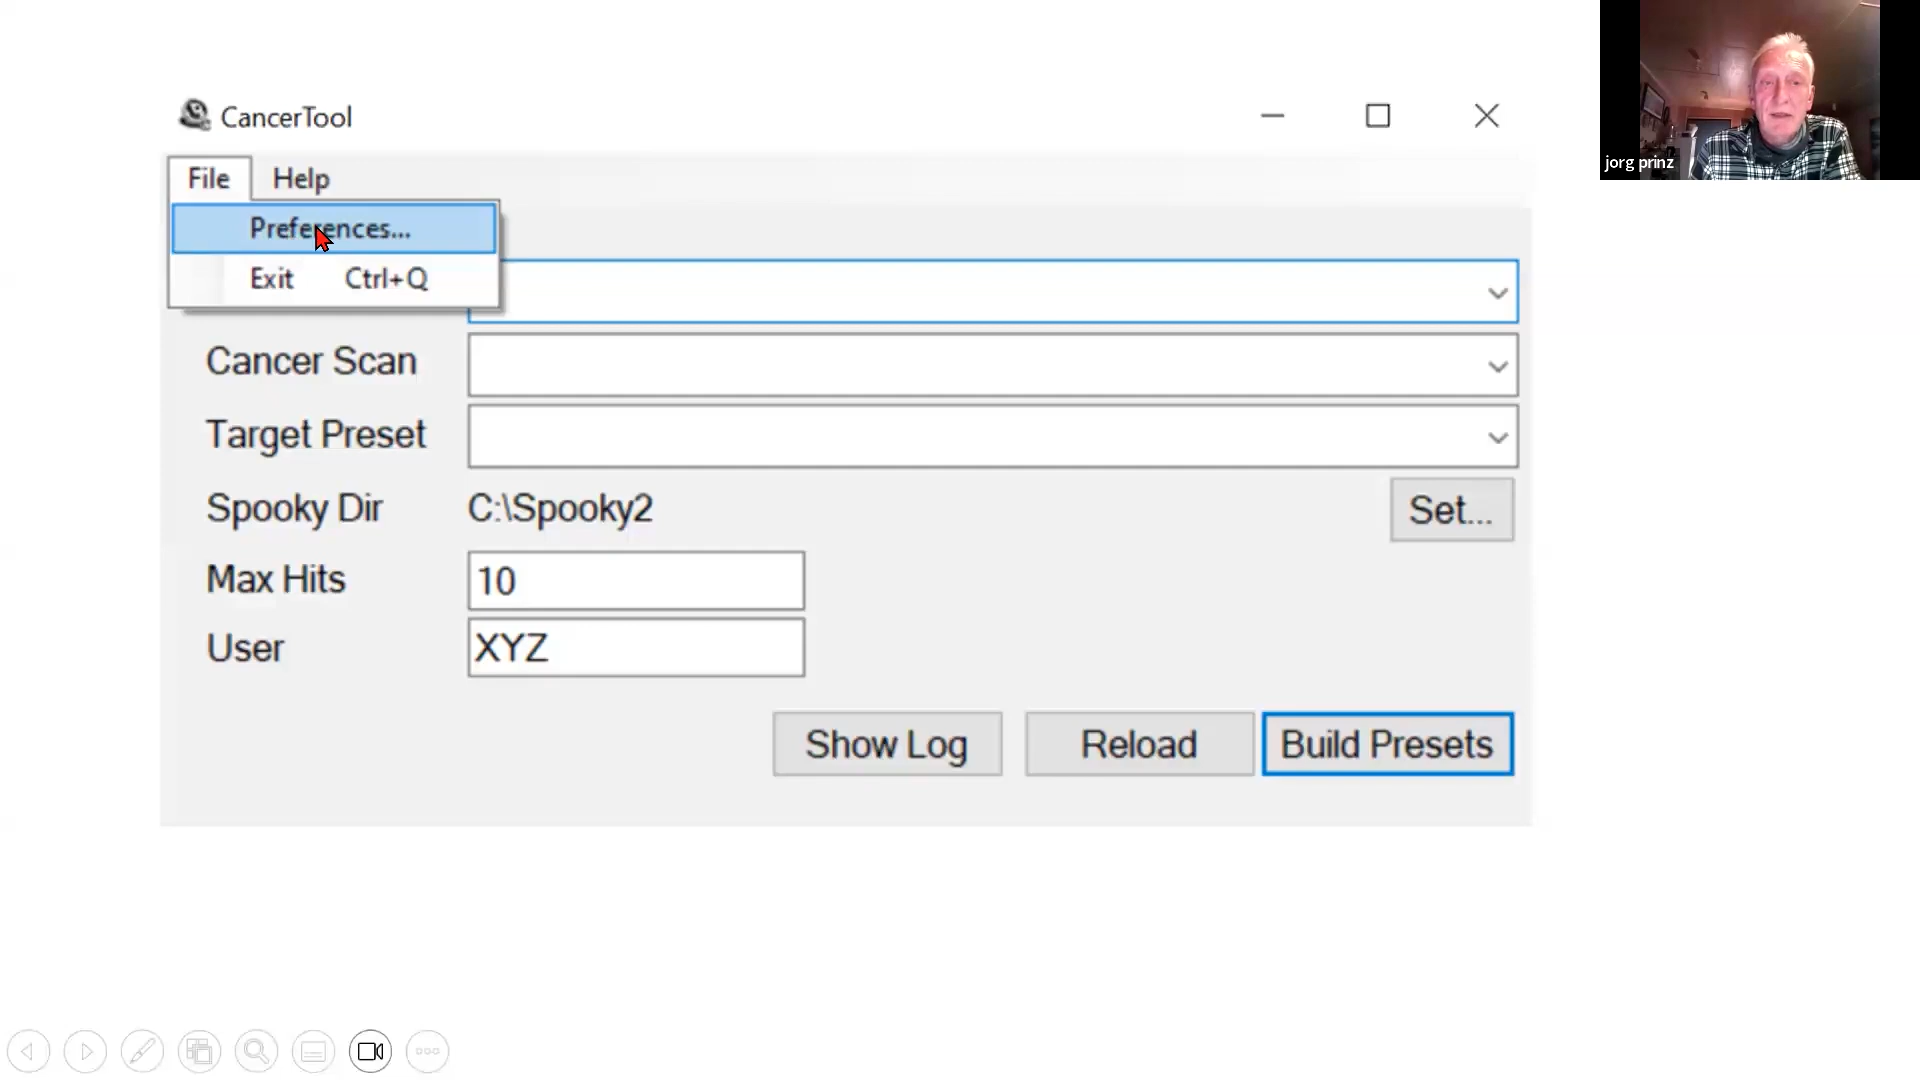 CancerTool
File Help
Preferences...
Exit Ctrl+Q
Cancer Scan
Target Preset
Spooky Dir C:\Spooky2 Set...
Max Hits 10
User XYZ
Show Log Reload Build Presets
jorg prinz